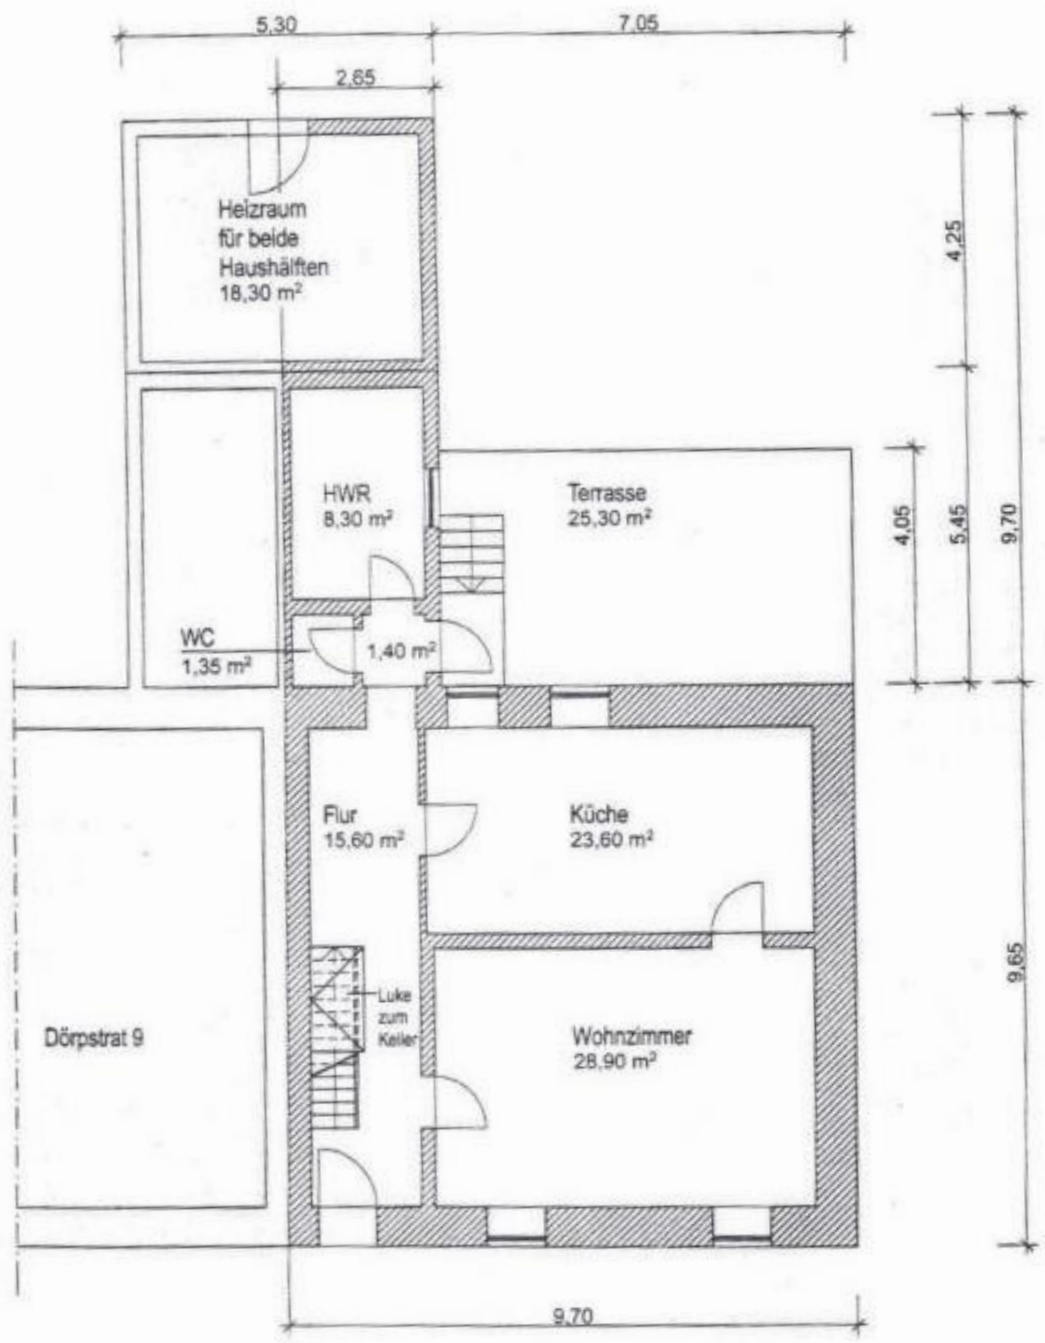 5,30
7,05
2,65
Heizraum
für beide
Haushälften
18,30 m²
4,25
HWR
8,30 m²
Terrasse
25,30 m²
4,05
5,45
9,70
WC
1,35 m²
1,40 m²
Flur
15,60 m²
Küche
23,60 m²
9,65
Luke
zum
Keller
Dörpstrat 9
Wohnzimmer
28,90 m²
9,70